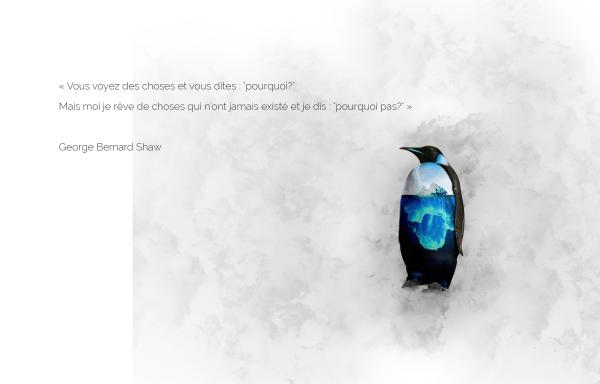 « Vous voyez des choses et vous dites : "pourquoi?"
Mais moi je rêve de choses qui n'ont jamais existé et je dis : "pourquoi pas?" »
George Bernard Shaw